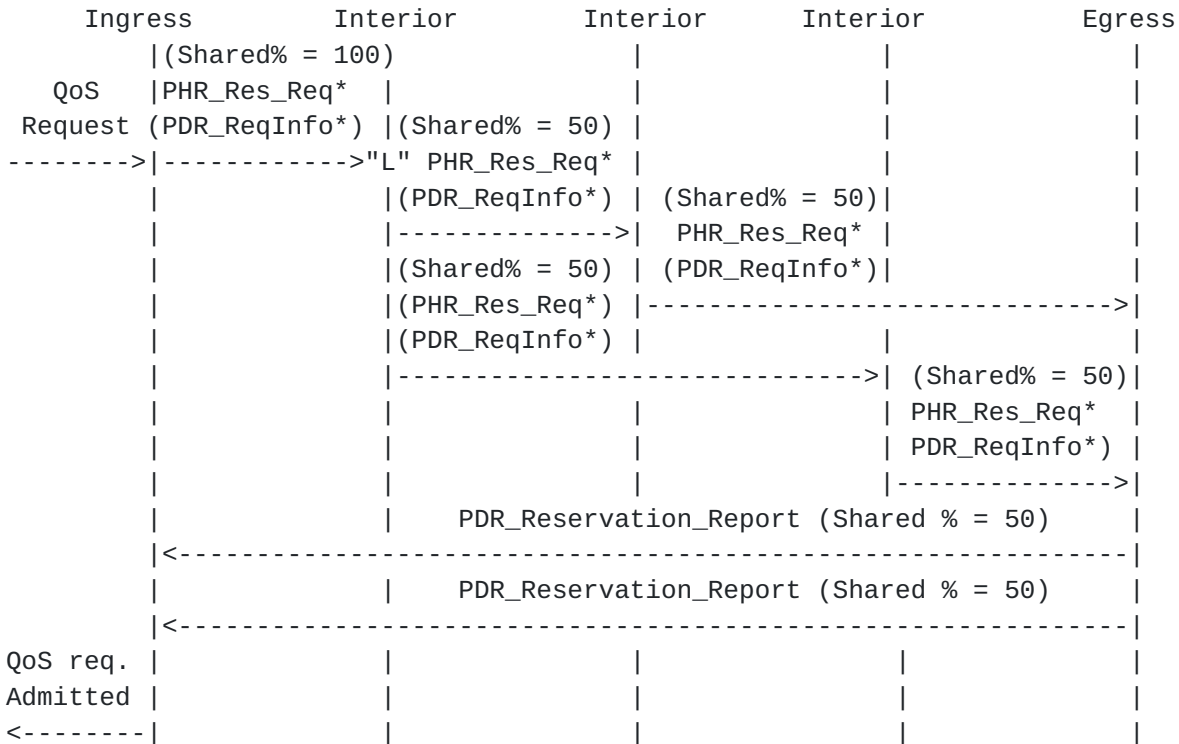 Ingress Interior Interior Interior Egress
|(Shared% = 100) | | |
QoS |PHR_Res_Req* | | | |
Request (PDR_ReqInfo*) |(Shared% = 50) | | |
-------->|------------->"L" PHR_Res_Req* | | |
| |(PDR_ReqInfo*) | (Shared% = 50)| |
| |-------------->| PHR_Res_Req* | |
| |(Shared% = 50) | (PDR_ReqInfo*)| |
| |(PHR_Res_Req*) |------------------------------>|
| |(PDR_ReqInfo*) | | |
| |------------------------------>| (Shared% = 50)|
| | | | PHR_Res_Req* |
| | | | PDR_ReqInfo*) |
| | | |-------------->|
| | PDR_Reservation_Report (Shared % = 50) |
|<-------------------------------------------------------------|
| | PDR_Reservation_Report (Shared % = 50) |
|<-------------------------------------------------------------|
QoS req. | | | | |
Admitted | | | | |
<--------| | | | |